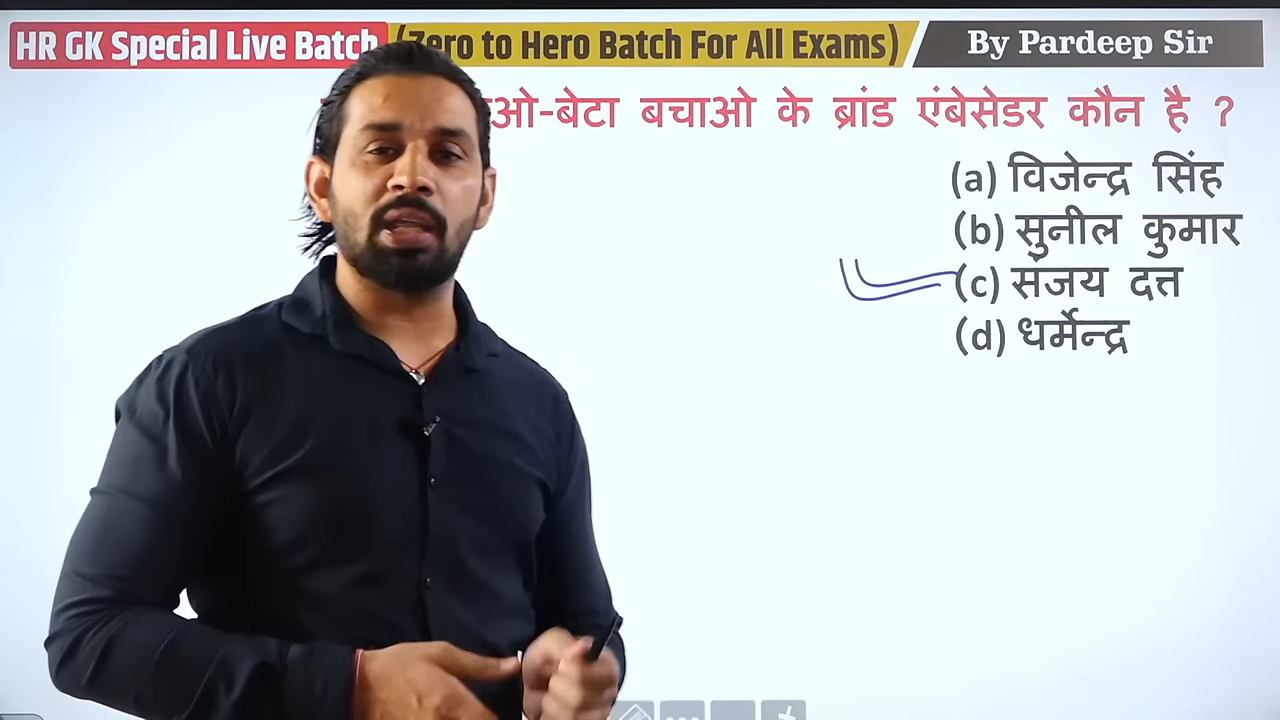 HR GK Special Live Batch (Zero to Hero Batch For All Exams) By Pardeep Sir
बचाओ के ब्रांड एंबेसेडर कौन है ?
(a) विजेन्द्र सिंह
(b) सुनील कुमार
(c) संजय दत्त
(d) धर्मेन्द्र